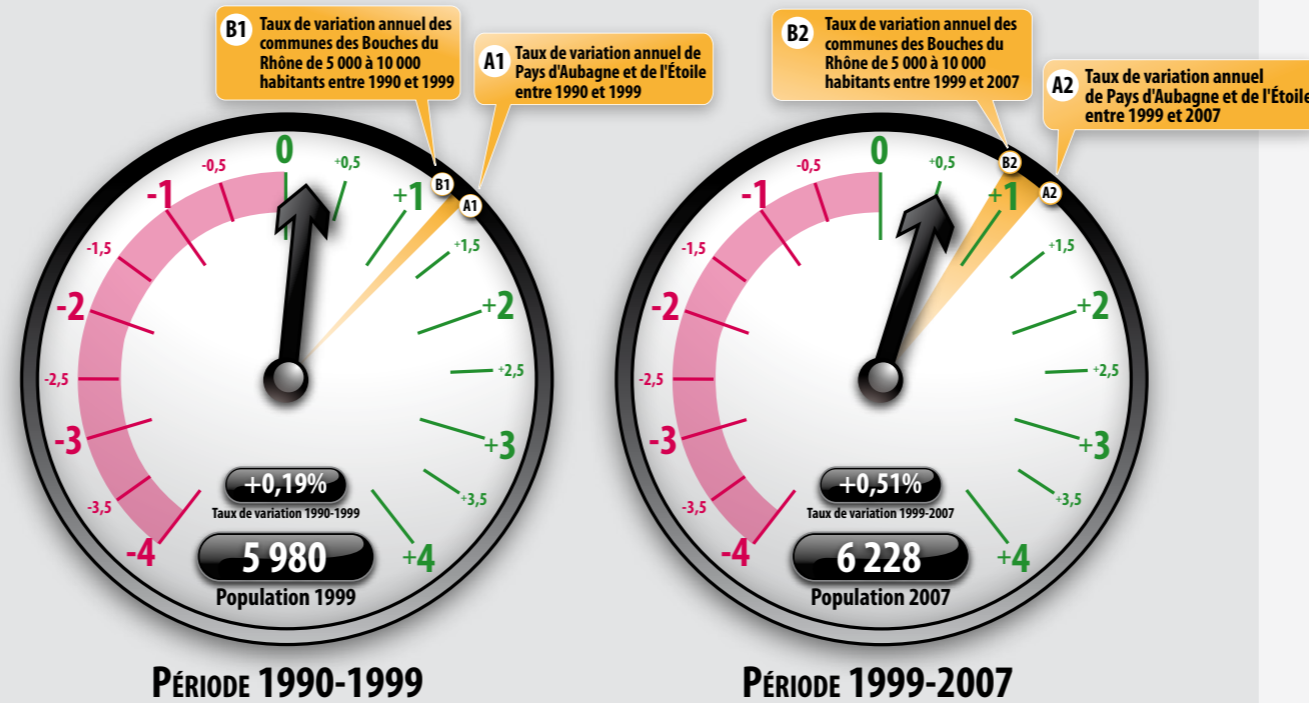 B1
Taux de variation annuel des
communes des Bouches du
Rhône de 5 000 à 10 000
habitants entre 1990 et 1999
A1
Taux de variation annuel de
Pays d'Aubagne et de l'Étoile
entre 1990 et 1999
0
-0,5
+0,5
-1
+1
B1
A1
-1,5
+1,5
-2
+2
-2,5
+2,5
-3
+3
-3,5
+3,5
-4
+4
+0,19%
Taux de variation 1990-1999
5 980
Population 1999
PÉRIODE 1990-1999
B2
Taux de variation annuel des
communes des Bouches du
Rhône de 5 000 à 10 000
habitants entre 1999 et 2007
A2
Taux de variation annuel
de Pays d'Aubagne et de l'Étoile
entre 1999 et 2007
0
-0,5
+0,5
-1
+1
B2
A2
-1,5
+1,5
-2
+2
-2,5
+2,5
-3
+3
-3,5
+3,5
-4
+4
+0,51%
Taux de variation 1999-2007
6 228
Population 2007
PÉRIODE 1999-2007